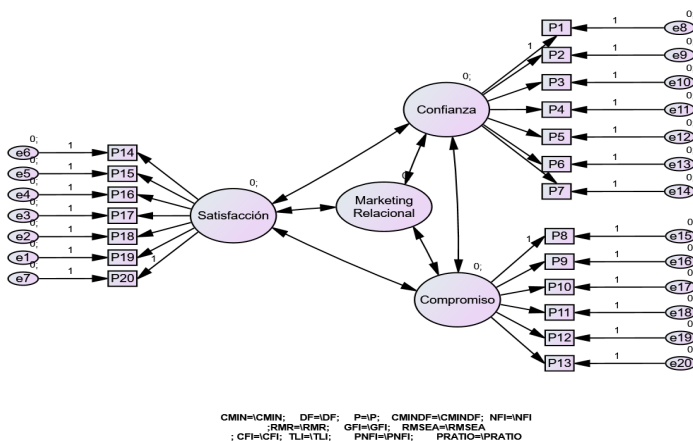 0;
P1
1
e8
0;
1
P2
1
e9
0;
P3
1
e10
0;
Confianza
P4
1
e11
0;
P5
1
e12
0;
P6
1
e13
0;
P7
1
e14
0;
e6
1
P14
0;
e5
1
P15
0;
e4
1
P16
0;
e3
1
P17
0;
e2
1
P18
0;
e1
1
P19
0;
e7
1
P20
1
0;
Satisfacción
0;
Marketing
Relacional
0;
Compromiso
1
P8
1
e15
0;
P9
1
e16
0;
P10
1
e17
0;
P11
1
e18
0;
P12
1
e19
0;
P13
1
e20
CMIN=\CMIN; DF=\DF; P=\P; CMINDF=\CMINDF; NFI=\NFI
;RMR=\RMR; GFI=\GFI; RMSEA=\RMSEA
; CFI=\CFI; TLI=\TLI; PNFI=\PNFI; PRATIO=\PRATIO